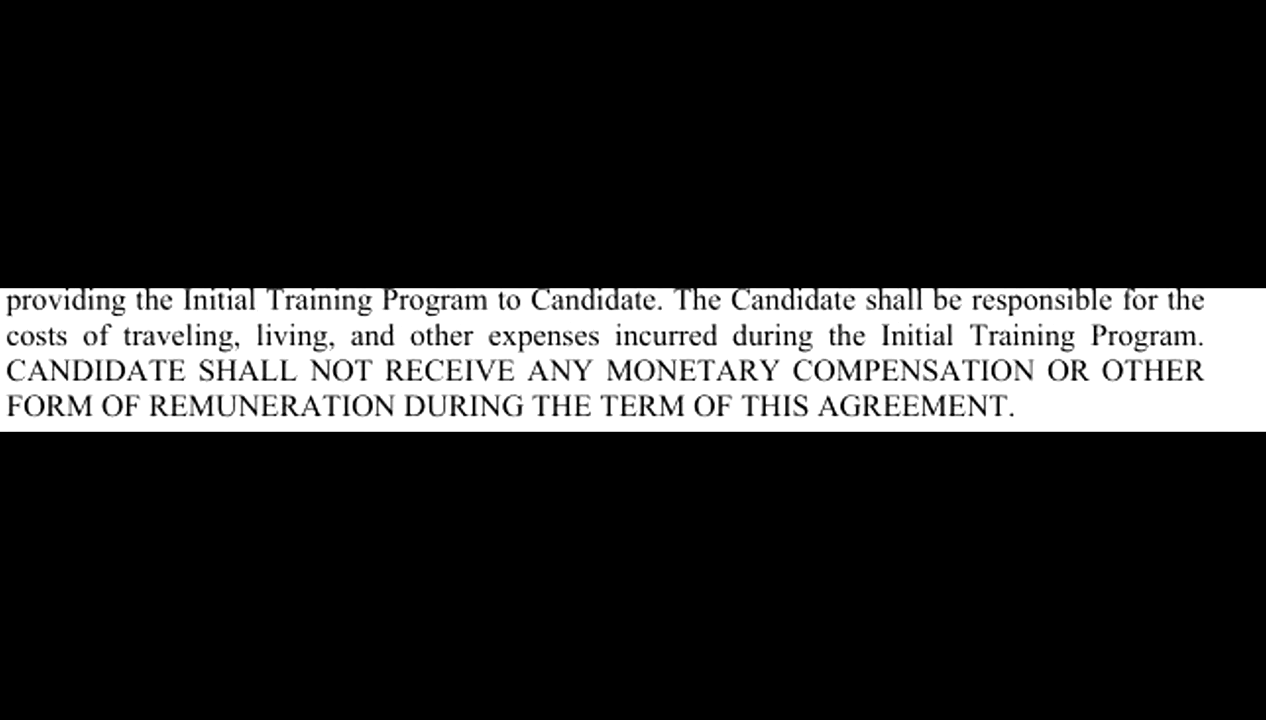 providing the Initial Training Program to Candidate. The Candidate shall be responsible for the
costs of traveling, living, and other expenses incurred during the Initial Training Program.
CANDIDATE SHALL NOT RECEIVE ANY MONETARY COMPENSATION OR OTHER
FORM OF REMUNERATION DURING THE TERM OF THIS AGREEMENT.